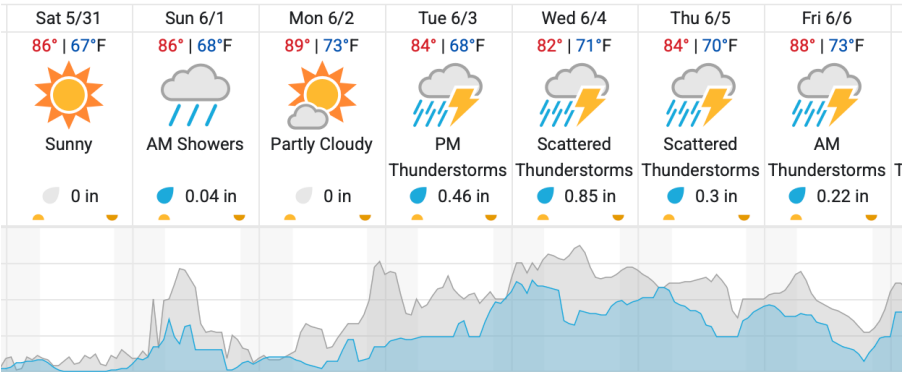 Sat 5/31
Sun 6/1
Mon 6/2
Tue 6/3
Wed 6/4
Thu 6/5
Fri 6/6
86° | 67°F
86° | 68°F
89° | 73°F
84° | 68°F
82° | 71°F
84° | 70°F
88° | 73°F
Sunny
AM Showers
Partly Cloudy
PM
Thunderstorms
Scattered
Thunderstorms
Scattered
Thunderstorms
AM
Thunderstorms
T
0 in
0.04 in
0 in
0.46 in
0.85 in
0.3 in
0.22 in